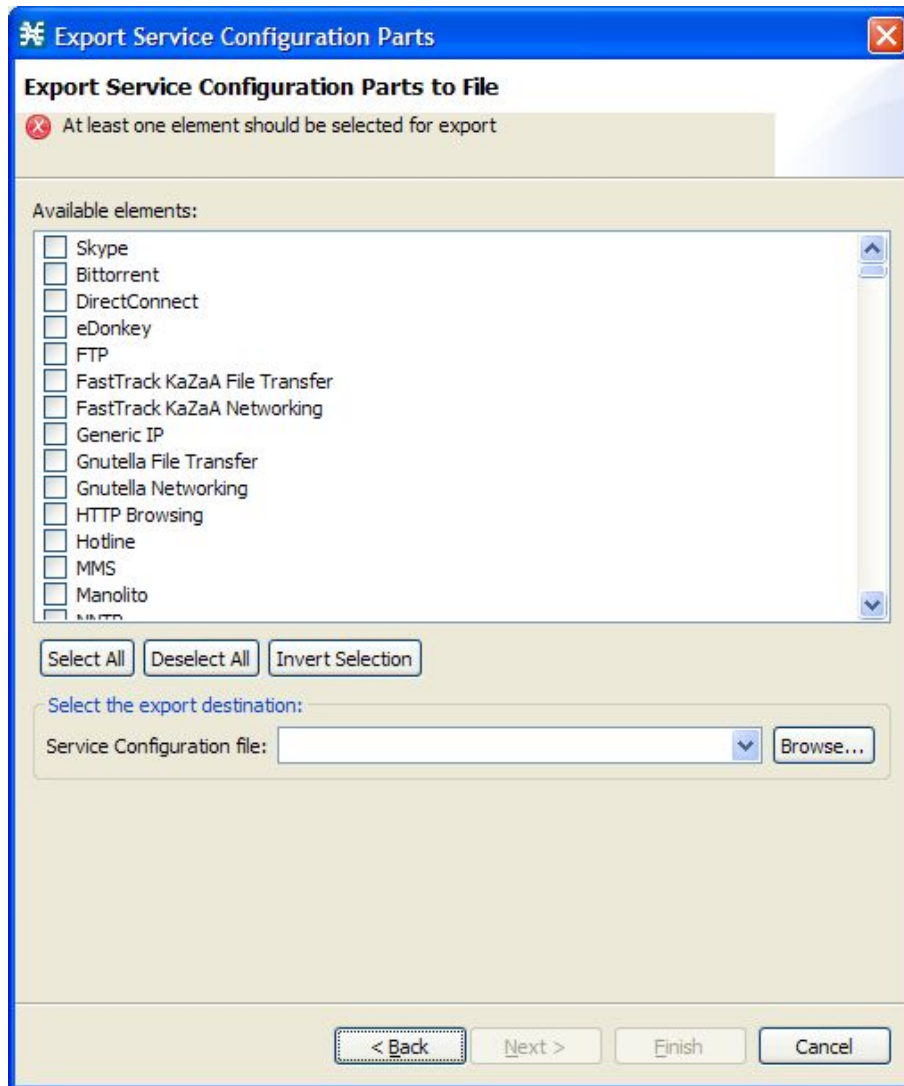 Export Service Configuration Parts
Export Service Configuration Parts to File
At least one element should be selected for export
Available elements:
Skype
Bittorrent
DirectConnect
eDonkey
FTP
FastTrack KaZaA File Transfer
FastTrack KaZaA Networking
Generic IP
Gnutella File Transfer
Gnutella Networking
HTTP Browsing
Hotline
MMS
Manolito
NNTP
Select All Deselect All Invert Selection
Select the export destination:
Service Configuration file: Browse...
< Back Next > Finish Cancel